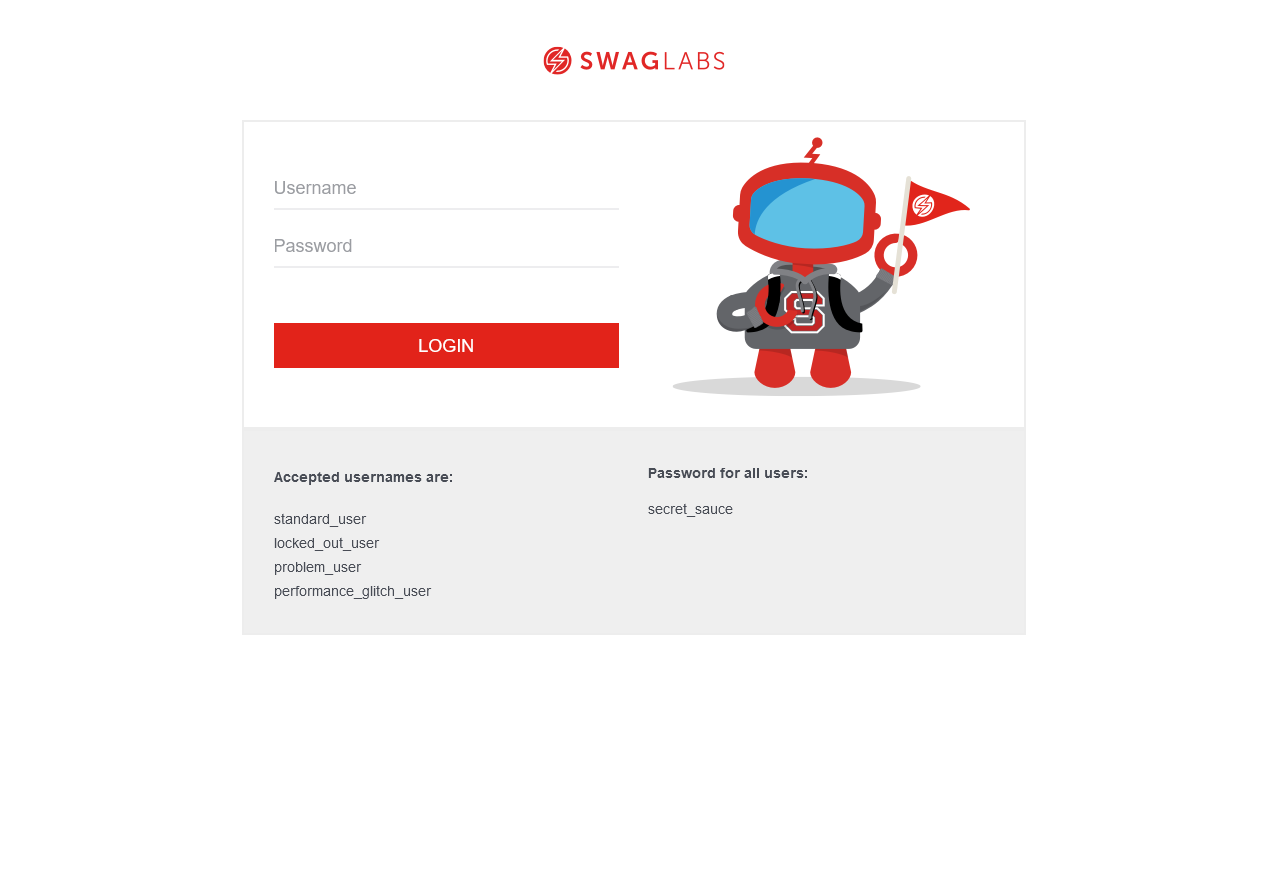 SWAGLABS
Username
Password
LOGIN
Accepted usernames are:
standard_user
locked_out_user
problem_user
performance_glitch_user
Password for all users:
secret_sauce